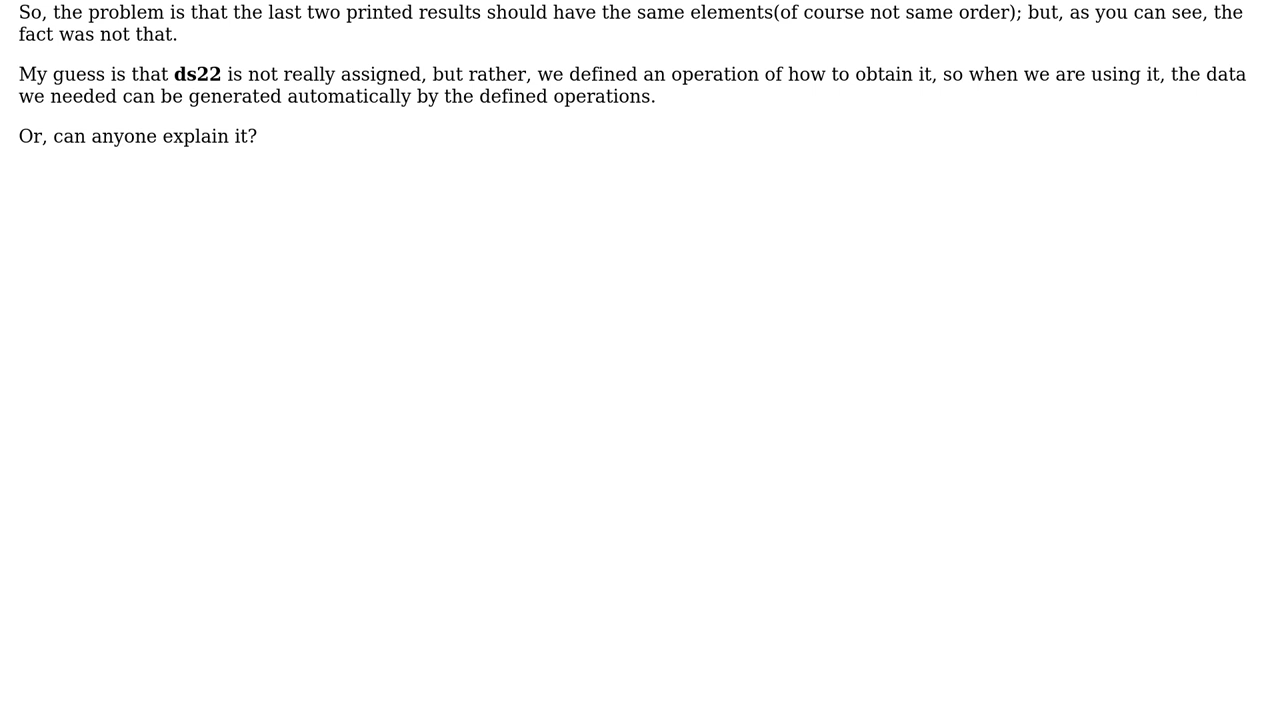 So, the problem is that the last two printed results should have the same elements(of course not same order); but, as you can see, the
fact was not that.
My guess is that ds22 is not really assigned, but rather, we defined an operation of how to obtain it, so when we are using it, the data
we needed can be generated automatically by the defined operations.
Or, can anyone explain it?